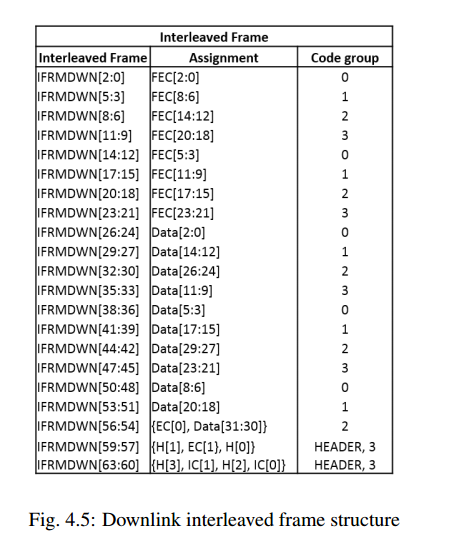 Interleaved Frame
Interleaved Frame Assignment Code group
IFRMDWN[2:0] FEC[2:0] 0
IFRMDWN[5:3] FEC[8:6] 1
IFRMDWN[8:6] FEC[14:12] 2
IFRMDWN[11:9] FEC[20:18] 3
IFRMDWN[14:12] FEC[5:3] 0
IFRMDWN[17:15] FEC[11:9] 1
IFRMDWN[20:18] FEC[17:15] 2
IFRMDWN[23:21] FEC[23:21] 3
IFRMDWN[26:24] Data[2:0] 0
IFRMDWN[29:27] Data[14:12] 1
IFRMDWN[32:30] Data[26:24] 2
IFRMDWN[35:33] Data[11:9] 3
IFRMDWN[38:36] Data[5:3] 0
IFRMDWN[41:39] Data[17:15] 1
IFRMDWN[44:42] Data[29:27] 2
IFRMDWN[47:45] Data[23:21] 3
IFRMDWN[50:48] Data[8:6] 0
IFRMDWN[53:51] Data[20:18] 1
IFRMDWN[56:54] {EC[0], Data[31:30]} 2
IFRMDWN[59:57] {H[1], EC[1}, H[0]} HEADER, 3
IFRMDWN[63:60] {H[3], IC[1], H[2], IC[0]} HEADER, 3
Fig. 4.5: Downlink interleaved frame structure